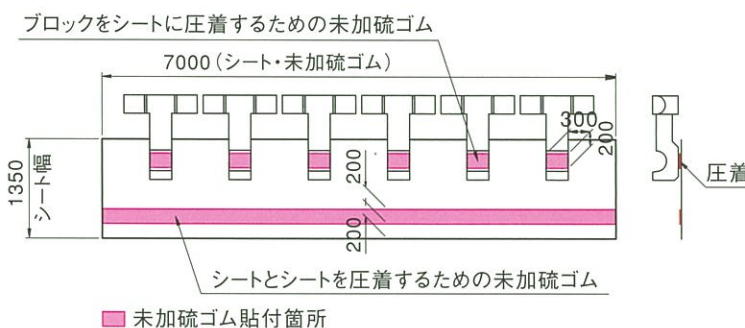 ブロックをシートに圧着するための未加硫ゴム
7000(シート・未加硫ゴム)
300
200
1350
シート幅
200
200
圧着
シートとシートを圧着するための未加硫ゴム
未加硫ゴム貼付箇所